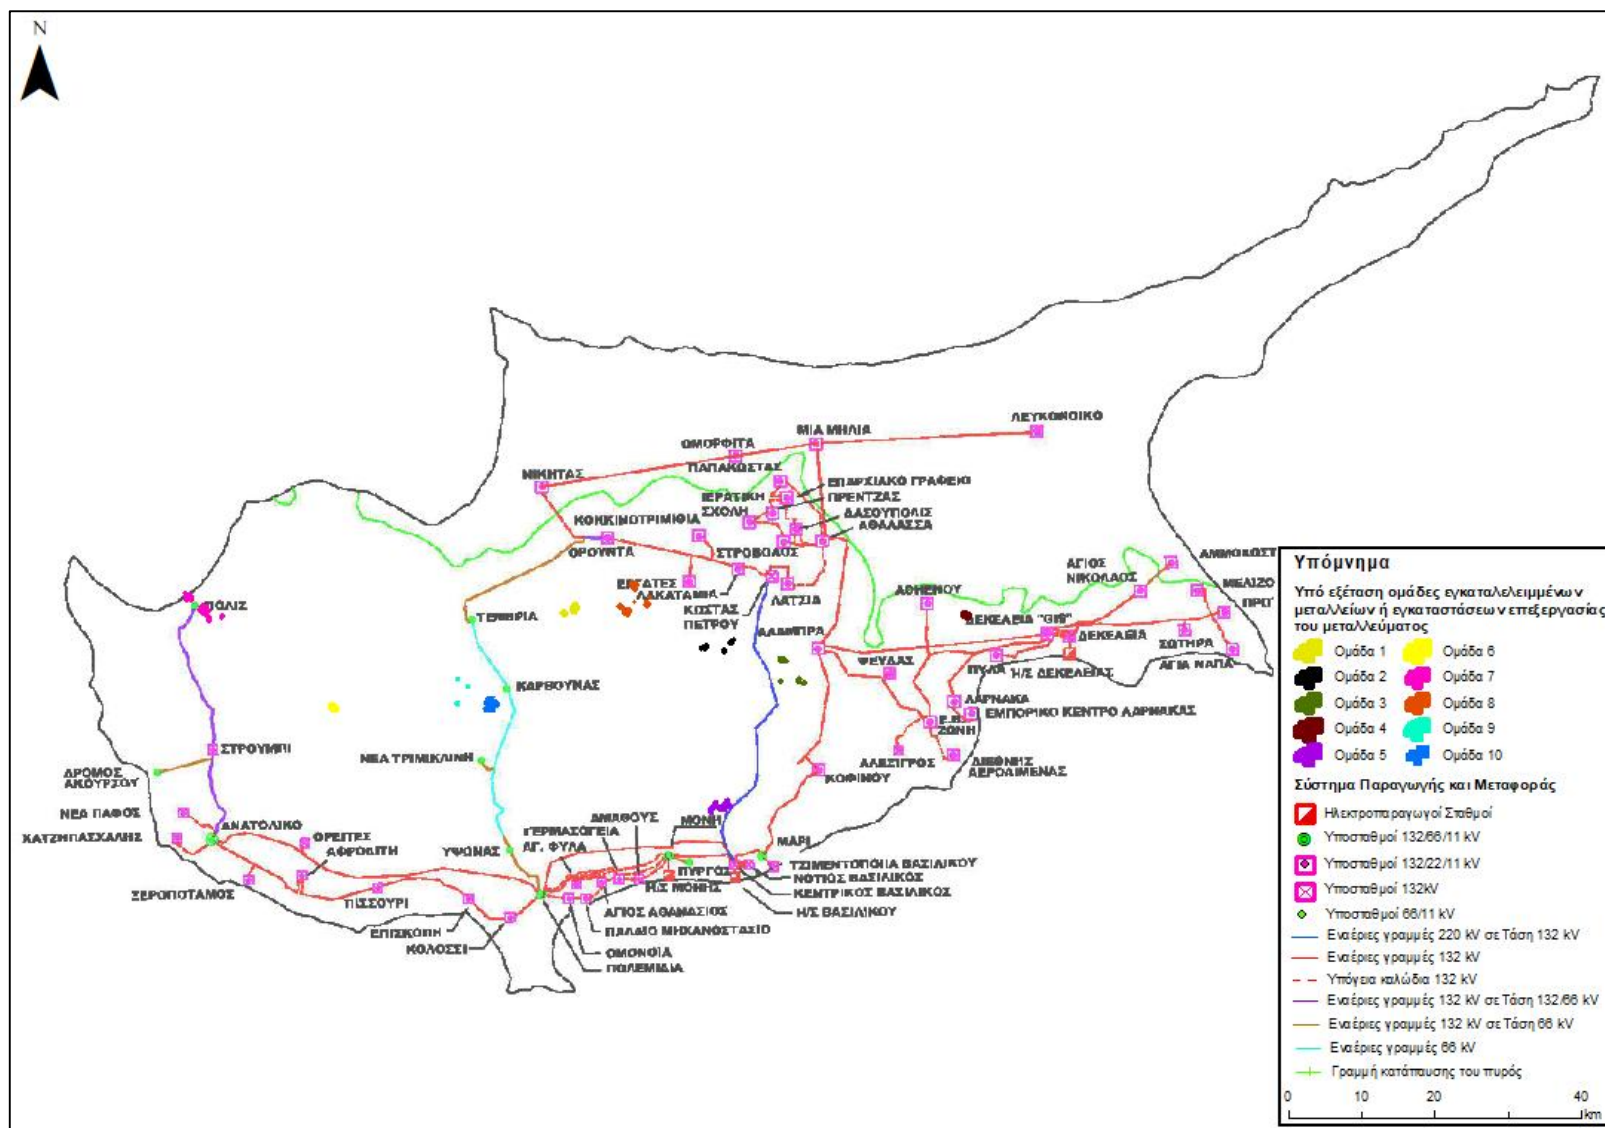 N
ΛΕΥΚΟΝΟΙΚΟ
ΜΙΑ ΜΗΛΙΑ
ΟΜΟΡΦΙΤΑ
ΠΑΠΑΚΩΣΤΑΣ
ΝΙΚΗΤΑΣ
ΕΠΑΡΧΙΑΚΟ ΓΡΑΦΕΙΟ
ΙΕΡΑΤΙΚΗ
ΣΧΟΛΗ
ΠΡΕΝΤΖΑΣ
ΔΑΣΟΥΠΟΛΙΣ
ΑΘΑΛΑΣΣΑ
ΚΟΚΚΙΝΟΤΡΙΜΙΘΙΑ
ΟΡΟΥΝΤΑ
ΣΤΡΟΒΟΛΟΣ
ΕΡΓΑΤΕΣ
ΛΑΚΑΤΑΜΙΑ
ΛΑΤΣΙΑ
ΚΩΣΤΑΣ
ΠΕΤΡΟΥ
ΑΓΙΟΣ
ΝΙΚΟΛΑΟΣ
ΑΜΜΟΧΩΣΤ
ΜΕΛΙΖΟ
ΠΡΩΤ
ΑΘΗΕΝΟΥ
ΔΕΚΕΛΕΙΑ "GIS"
ΔΕΚΕΛΕΙΑ
ΣΩΤΗΡΑ
ΑΓΙΑ ΝΑΠΑ
ΠΥΛΑ
Η/Σ ΔΕΚΕΛΕΙΑΣ
ΠΟΛΙΣ
ΤΕΜΒΡΙΑ
ΑΛΑΜΠΡΑ
ΨΕΥΔΑΣ
ΚΑΡΒΟΥΝΑΣ
ΛΑΡΝΑΚΑ
ΕΜΠΟΡΙΚΟ ΚΕΝΤΡΟ ΛΑΡΝΑΚΑΣ
Ε.Β.
ΖΩΝΗ
ΣΤΡΟΥΜΠΙ
ΝΕΑ ΤΡΙΜΙΚΛΙΝΗ
ΑΛΕΣΙΓΡΟΣ
ΔΙΕΘΝΗΣ
ΑΕΡΟΛΙΜΕΝΑΣ
ΔΡΟΜΟΣ
ΑΚΟΥΡΣΟΥ
ΚΟΦΙΝΟΥ
ΝΕΑ ΠΑΦΟΣ
ΧΑΤΖΗΠΑΣΧΑΛΗΣ
ΑΝΑΤΟΛΙΚΟ
ΟΡΕΙΤΕΣ
ΑΦΡΟΔΙΤΗ
ΥΨΩΝΑΣ
ΑΜΑΘΟΥΣ
ΓΕΡΜΑΣΟΓΕΙΑ
ΑΓ. ΦΥΛΑ
ΜΟΝΗ
ΜΑΡΙ
ΠΥΡΓΟΣ
Η/Σ ΜΟΝΗΣ
ΤΣΙΜΕΝΤΟΠΟΙΙΑ ΒΑΣΙΛΙΚΟΥ
ΝΟΤΙΟΣ ΒΑΣΙΛΙΚΟΣ
ΚΕΝΤΡΙΚΟΣ ΒΑΣΙΛΙΚΟΣ
Η/Σ ΒΑΣΙΛΙΚΟΥ
ΞΕΡΟΠΟΤΑΜΟΣ
ΠΙΣΣΟΥΡΙ
ΕΠΙΣΚΟΠΗ
ΚΟΛΟΣΣΙ
ΑΓΙΟΣ ΑΘΑΝΑΣΙΟΣ
ΠΑΛΑΙΟ ΜΗΧΑΝΟΣΤΑΣΙΟ
ΟΜΟΝΟΙΑ
ΠΟΛΕΜΙΔΙΑ
Υπόμνημα
Υπό εξέταση ομάδες εγκαταλελειμμένων
μεταλλείων ή εγκαταστάσεων επεξεργασίας
του μεταλλεύματος
Ομάδα 1 Ομάδα 6
Ομάδα 2 Ομάδα 7
Ομάδα 3 Ομάδα 8
Ομάδα 4 Ομάδα 9
Ομάδα 5 Ομάδα 10
Σύστημα Παραγωγής και Μεταφοράς
Ηλεκτροπαραγωγοί Σταθμοί
Υποσταθμοί 132/66/11 kV
Υποσταθμοί 132/22/11 kV
Υποσταθμοί 132kV
Υποσταθμοί 66/11 kV
Εναέριες γραμμές 220 kV σε Τάση 132 kV
Εναέριες γραμμές 132 kV
Υπόγεια καλώδια 132 kV
Εναέριες γραμμές 132 kV σε Τάση 132/66 kV
Εναέριες γραμμές 132 kV σε Τάση 66 kV
Εναέριες γραμμές 66 kV
Γραμμή κατάπαυσης του πυρός
0 10 20 40
km